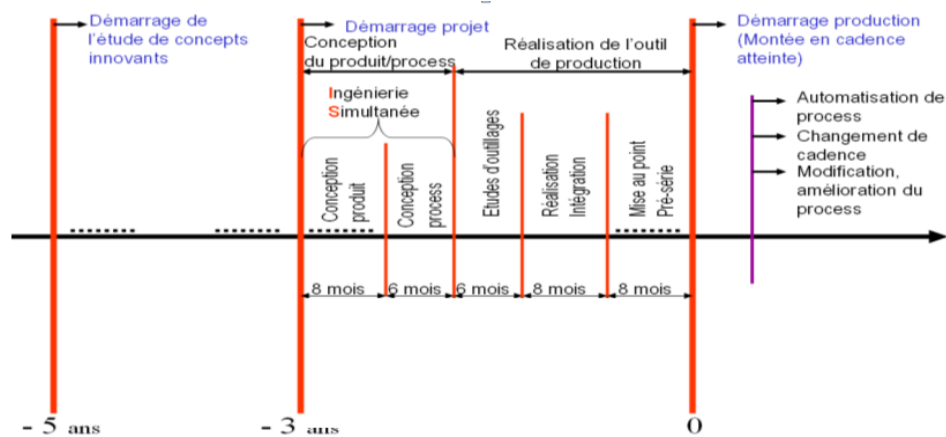 Démarrage de
l'étude de concepts
innovants
Démarrage projet
Conception
du produit/process
Réalisation de l'outil
de production
Démarrage production
(Montée en cadence
atteinte)
Ingénierie
Simultanée
Automatisation de
process
Changement de
cadence
Modification,
amélioration du
process
Conception
produit
Conception
process
Etudes d'outillages
Réalisation
Intégration
Mise au point
Pré-série
8 mois
6 mois
6 mois
8 mois
8 mois
- 5 ans
- 3 ans
0